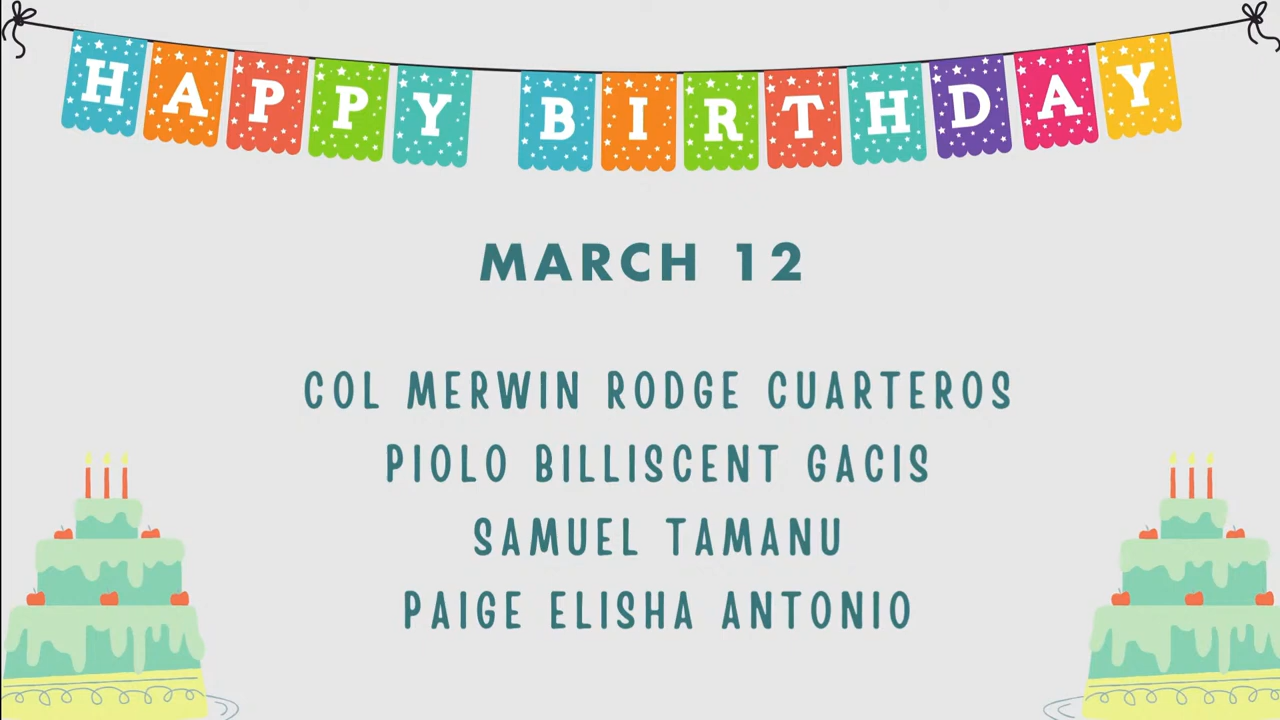 HAPPY BIRTHDAY
MARCH 12
COL MERWIN RODGE CUARTEROS
PIOLO BILLISCENT GACIS
SAMUEL TAMANU
PAIGE ELISHA ANTONIO